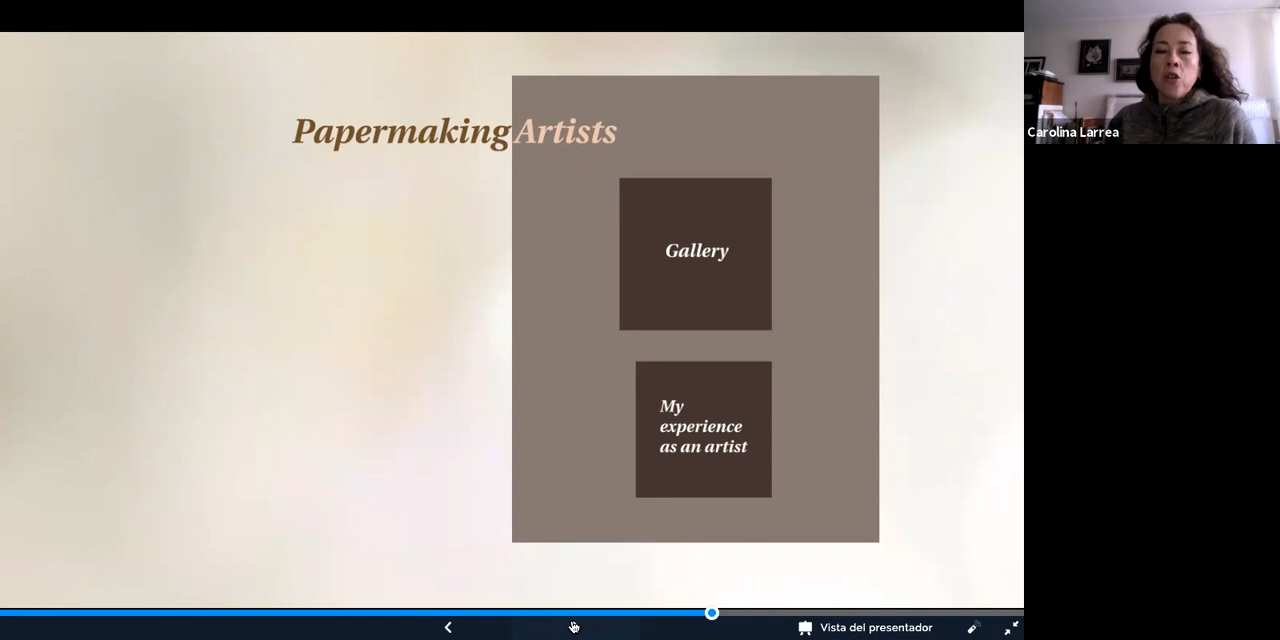 Papermaking Artists
Gallery
My
experience
as an artist
Carolina Larrea
Vista del presentador